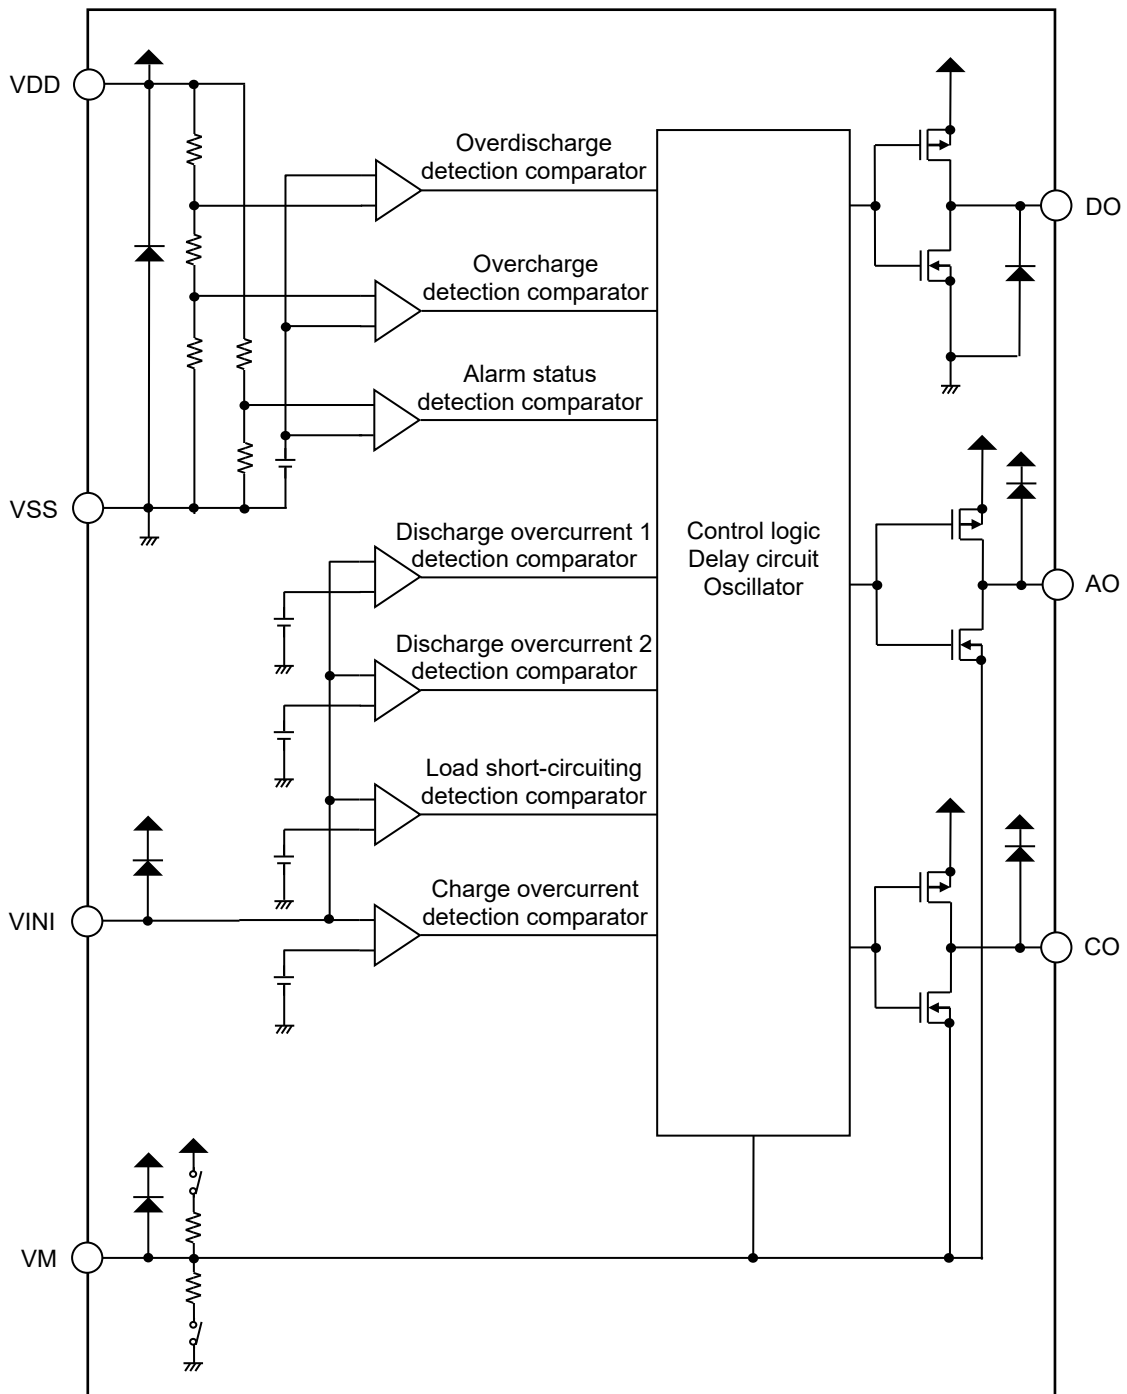 VDD
Overdischarge
detection comparator
DO
Overcharge
detection comparator
Alarm status
detection comparator
VSS
Discharge overcurrent 1
detection comparator
Control logic
Delay circuit
Oscillator
AO
Discharge overcurrent 2
detection comparator
Load short-circuiting
detection comparator
Charge overcurrent
detection comparator
VINI
CO
VM